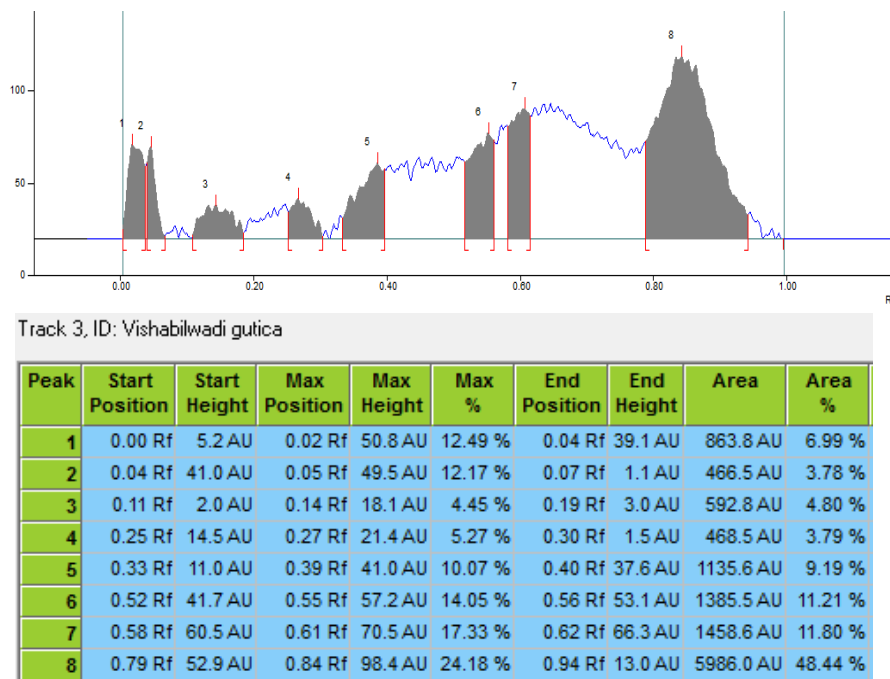 8
100
7
1 2
6
5
50
3
4
0
0.00 0.20 0.40 0.60 0.80 1.00
R
Track 3, ID: Vishabilwadi gutica
Peak Start Position Start Height Max Position Max Height Max % End Position End Height Area Area %
1 0.00 Rf 5.2 AU 0.02 Rf 50.8 AU 12.49 % 0.04 Rf 39.1 AU 863.8 AU 6.99 %
2 0.04 Rf 41.0 AU 0.05 Rf 49.5 AU 12.17 % 0.07 Rf 1.1 AU 466.5 AU 3.78 %
3 0.11 Rf 2.0 AU 0.14 Rf 18.1 AU 4.45 % 0.19 Rf 3.0 AU 592.8 AU 4.80 %
4 0.25 Rf 14.5 AU 0.27 Rf 21.4 AU 5.27 % 0.30 Rf 1.5 AU 468.5 AU 3.79 %
5 0.33 Rf 11.0 AU 0.39 Rf 41.0 AU 10.07 % 0.40 Rf 37.6 AU 1135.6 AU 9.19 %
6 0.52 Rf 41.7 AU 0.55 Rf 57.2 AU 14.05 % 0.56 Rf 53.1 AU 1385.5 AU 11.21 %
7 0.58 Rf 60.5 AU 0.61 Rf 70.5 AU 17.33 % 0.62 Rf 66.3 AU 1458.6 AU 11.80 %
8 0.79 Rf 52.9 AU 0.84 Rf 98.4 AU 24.18 % 0.94 Rf 13.0 AU 5986.0 AU 48.44 %